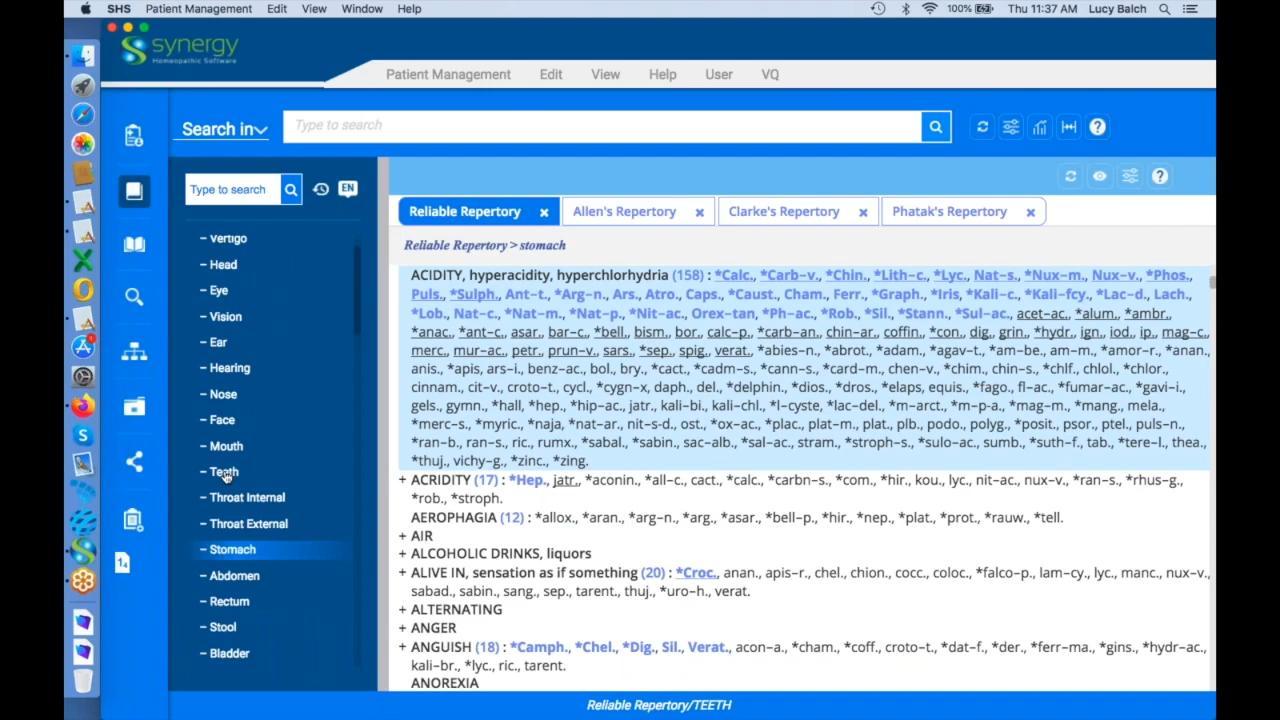 SHS Patient Management Edit View Window Help 100% Thu 11:37 AM Lucy Balch
synergy
Homeopathic Software
Patient Management Edit View Help User VQ
Search in Type to search ?
Type to search EN ?
Reliable Repertory × Allen's Repertory × Clarke's Repertory × Phatak's Repertory ×
Reliable Repertory > stomach
– Vertigo
– Head
– Eye
– Vision
– Ear
– Hearing
– Nose
– Face
– Mouth
– Teeth
– Throat Internal
– Throat External
– Stomach
– Abdomen
– Rectum
– Stool
– Bladder
ACIDITY, hyperacidity, hyperchlorhydria (158) : *Calc., *Carb-v., *Chin., *Lith-c., *Lyc., Nat-s., *Nux-m., Nux-v., *Phos.,
Puls., *Sulph., Ant-t., *Arg-n., Ars., Atro., Caps., *Caust., Cham., Ferr., *Graph., *Iris, *Kali-c., *Kali-fcy., *Lac-d., Lach.,
*Lob., Nat-c., *Nat-m., *Nat-p., *Nit-ac., Orex-tan., *Ph-ac., *Rob., *Sil., *Stann., *Sul-ac., acet-ac., *alum., *ambr.,
*anac., *ant-c., asar., bar-c., *bell., bism., bor., calc-p., *carb-an., chin-ar., coffin., *con., dig., grin., *hydr., ign., iod., ip., mag-c.,
merc., mur-ac., petr., prun-v., sars., *sep., spig., verat., *abies-n., *abrot., *adam., *agav-t., *am-be., am-m., *amor-r., *anan.,
anis., *apis, ars-i., benz-ac., bol., bry., *cact., *cadm-s., *cann-s., *card-m., chen-v., *chim., chin-s., *chlf., chlol., *chlor.,
cinnam., cit-v., croto-t., cycl., *cygn-x, daph., del., *delphin., *dios., *dros., *elaps, equis., *fago., fl-ac., *fumar-ac., *gavi-i.,
gels., gymn., *hall, *hep., *hip-ac., jatr., kali-bi., kali-chl., *l-cyste, *lac-del., *m-arct., *m-p-a., *mag-m., *mang., mela.,
*merc-s., *myric., *naja, *nat-ar., nit-s-d., ost., *ox-ac., *plac., plat-m., plat., plb., podo., polyg., *posit., psor., ptel., puls-n.,
*ran-b., ran-s., ric., rumx., *sabal., *sabin., sac-alb., *sal-ac., stram., *stroph-s., *sulo-ac., sumb., *suth-f., tab., *tere-l., thea.,
*thuj., vichy-g., *zinc., *zing.
+ ACRIDITY (17) : *Hep., jatr., *aconin., *all-c., cact., *calc., *carbn-s., *com., *hir., kou., lyc., nit-ac., nux-v., *ran-s., *rhus-g.,
*rob., *stroph.
AEROPHAGIA (12) : *allox., *aran., *arg-n., *arg., *asar., *bell-p., *hir., *nep., *plat., *prot., *rauw., *tell.
+ AIR
+ ALCOHOLIC DRINKS, liquors
+ ALIVE IN, sensation as if something (20) : *Croc., anan., apis-r., chel., chion., cocc., coloc., *falco-p., lam-cy., lyc., manc., nux-v.,
sabad., sabin., sang., sep., tarent., thuj., *uro-h., verat.
+ ALTERNATING
+ ANGER
+ ANGUISH (18) : *Camph., *Chel., *Dig., Sil., Verat., acon-a., *cham., *coff., croto-t., *dat-f., *der., *ferr-ma., *gins., *hydr-ac.,
kali-br., *lyc., ric., tarent.
ANOREXIA
Reliable Repertory/TEETH